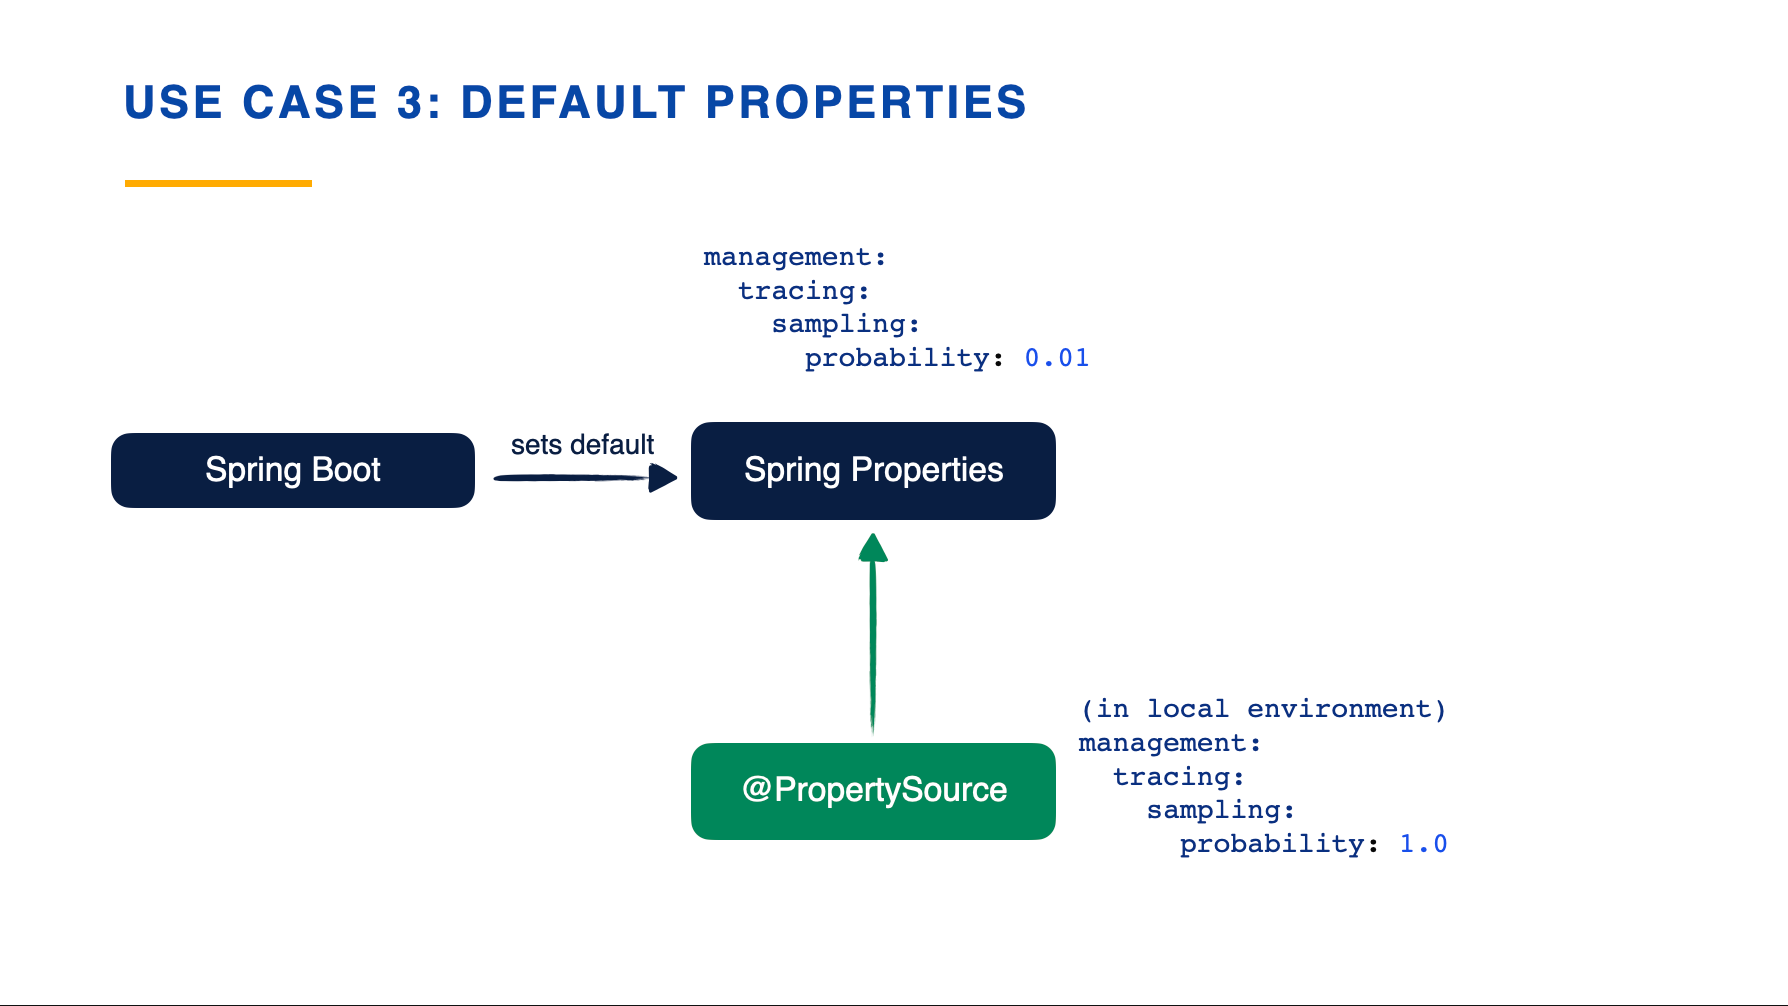 USE CASE 3: DEFAULT PROPERTIES
management:
  tracing:
    sampling:
      probability: 0.01
Spring Boot
sets default
Spring Properties
@PropertySource
(in local environment)
management:
  tracing:
    sampling:
      probability: 1.0